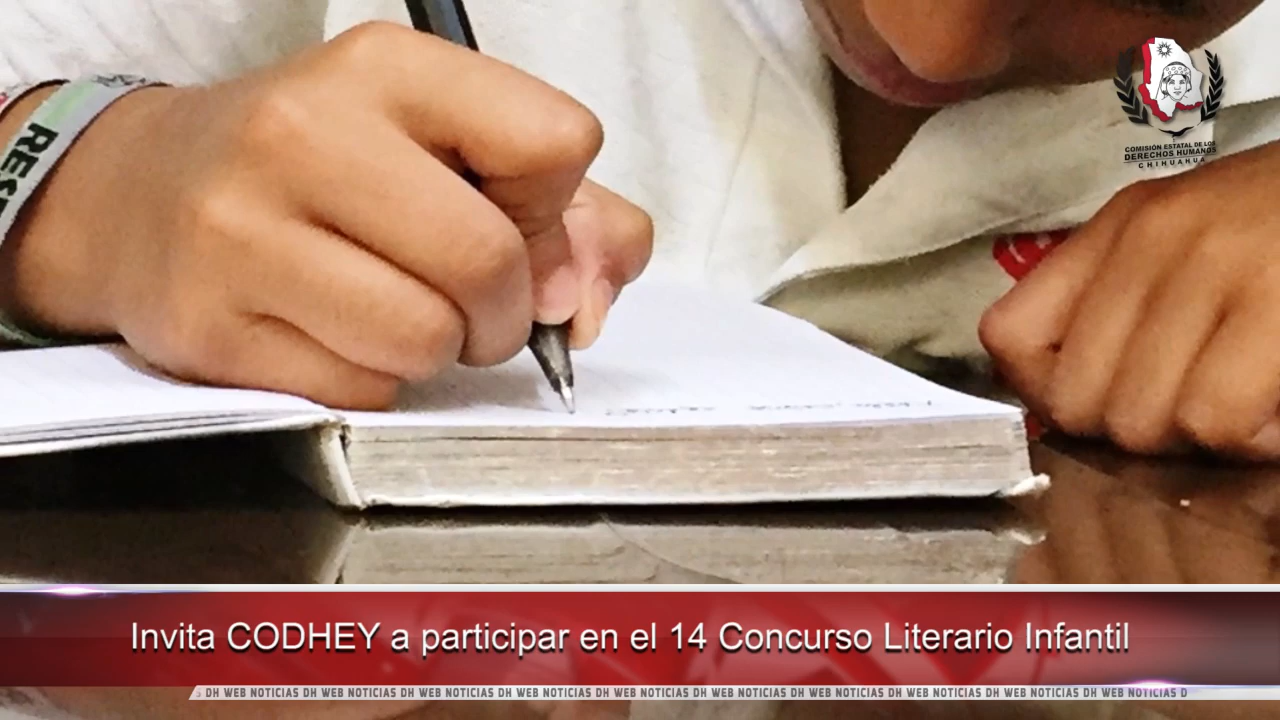 COMISIÓN ESTATAL DE LOS
DERECHOS HUMANOS
CHIHUAHUA
RES
Invita CODHEY a participar en el 14 Concurso Literario Infantil
S DH WEB NOTICIAS DH WEB NOTICIAS DH WEB NOTICIAS DH WEB NOTICIAS DH WEB NOTICIAS DH WEB NOTICIAS DH WEB NOTICIAS DH WEB NOTICIAS DH WEB NOTICIAS DH WEB NOTICIAS D